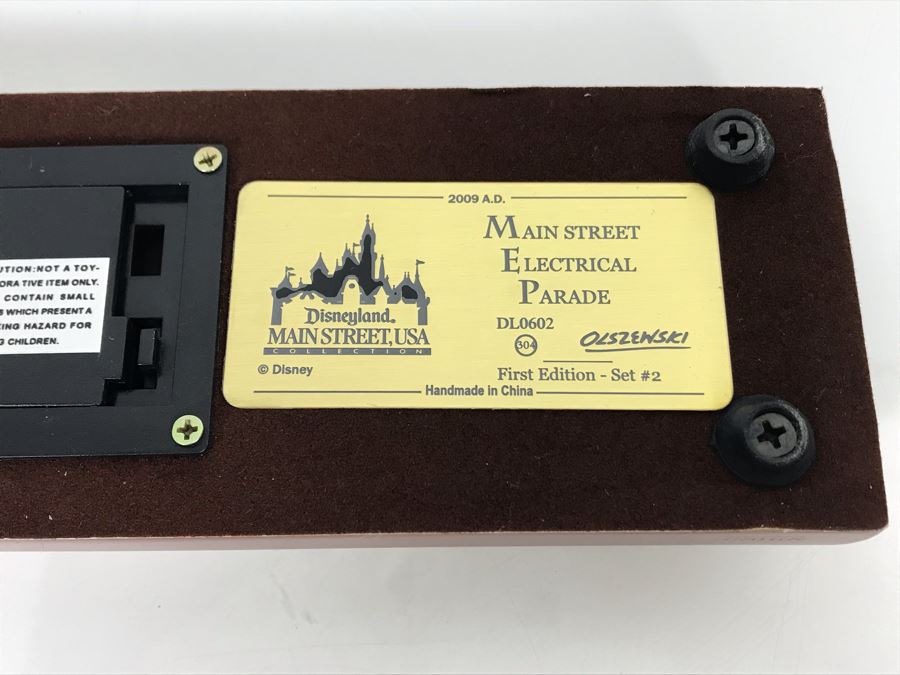 UTION:NOT A TOY-
ORA TIVE ITEM ONLY.
CONTAIN SMALL
S WHICH PRESENT A
ING HAZARD FOR
G CHILDREN.
2009 A.D.
Disneyland
MAIN STREET, USA
COLLECTION
© Disney
MAIN STREET
ELECTRICAL
PARADE
DL0602
304
OLSZEWSKI
First Edition - Set #2
Handmade in China